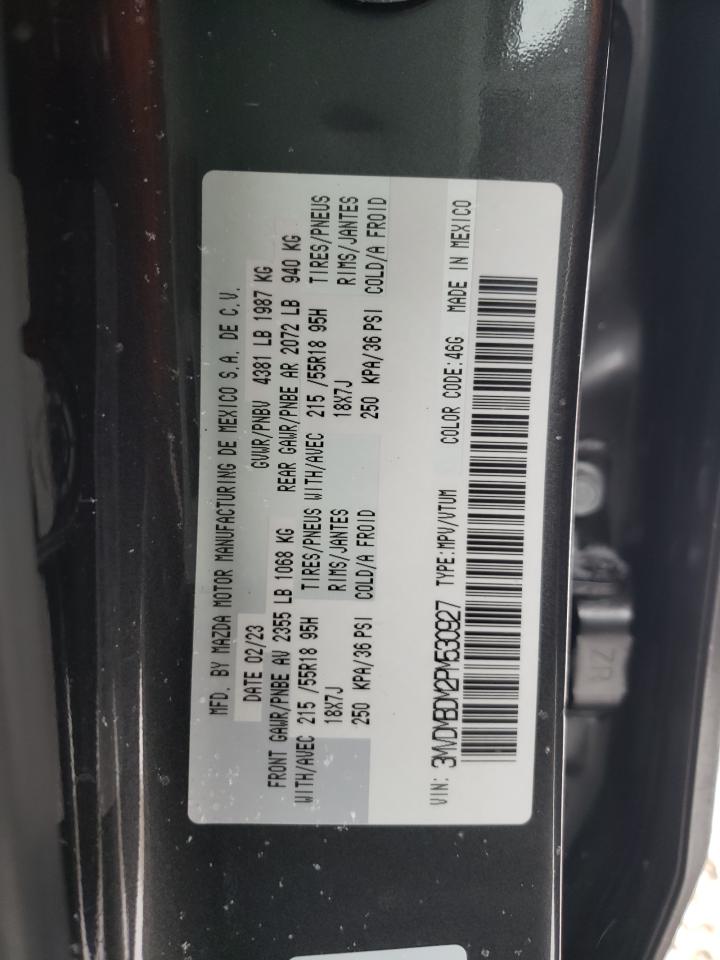 MFD. BY MAZDA MOTOR MANUFACTURING DE MEXICO S.A. DE C.V.
DATE 02/23 GVWR/PNBV 4381 LB 1987 KG
FRONT GAWR/PNBE AV 2355 LB 1068 KG REAR GAWR/PNBE AR 2072 LB 940 KG
WITH/AVEC 215 /55R18 95H TIRES/PNEUS WITH/AVEC 215 /55R18 95H TIRES/PNEUS
18X7J RIMS/JANTES 18X7J RIMS/JANTES
250 KPA/36 PSI COLD/A FROID 250 KPA/36 PSI COLD/A FROID
VIN: 3MVDMBDM2PM530927 TYPE:MPV/VTUM COLOR CODE:46G MADE IN MEXICO
7R